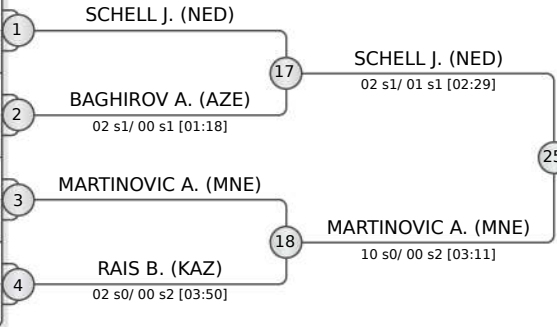 SCHELL J. (NED)
1
17
SCHELL J. (NED)
02 s1/ 01 s1 [02:29]
BAGHIROV A. (AZE)
2
02 s1/ 00 s1 [01:18]
25
MARTINOVIC A. (MNE)
3
18
MARTINOVIC A. (MNE)
10 s0/ 00 s2 [03:11]
RAIS B. (KAZ)
4
02 s0/ 00 s2 [03:50]